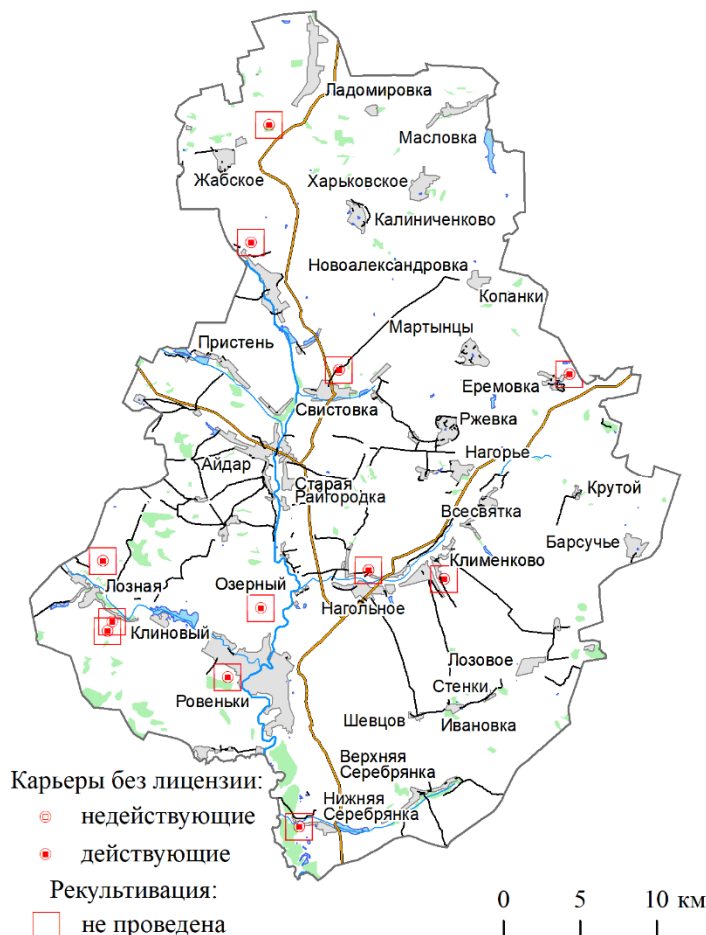 Ладомировка
Масловка
Жабское
Харьковское
Калиниченково
Новоалександровка
Копанки
Мартынцы
Пристень
Еремовка
Свистовка
Ржевка
Нагорье
Айдар
Старая
Райгородка
Крутой
Всесвятка
Барсучье
Клименково
Лозная
Озерный
Нагольное
Клиновый
Лозовое
Стенки
Ровеньки
Шевцов
Ивановка
Верхняя
Серебрянка
Нижняя
Серебрянка
Карьеры без лицензии:
недействующие
действующие
Рекультивация:
не проведена
0 5 10 км